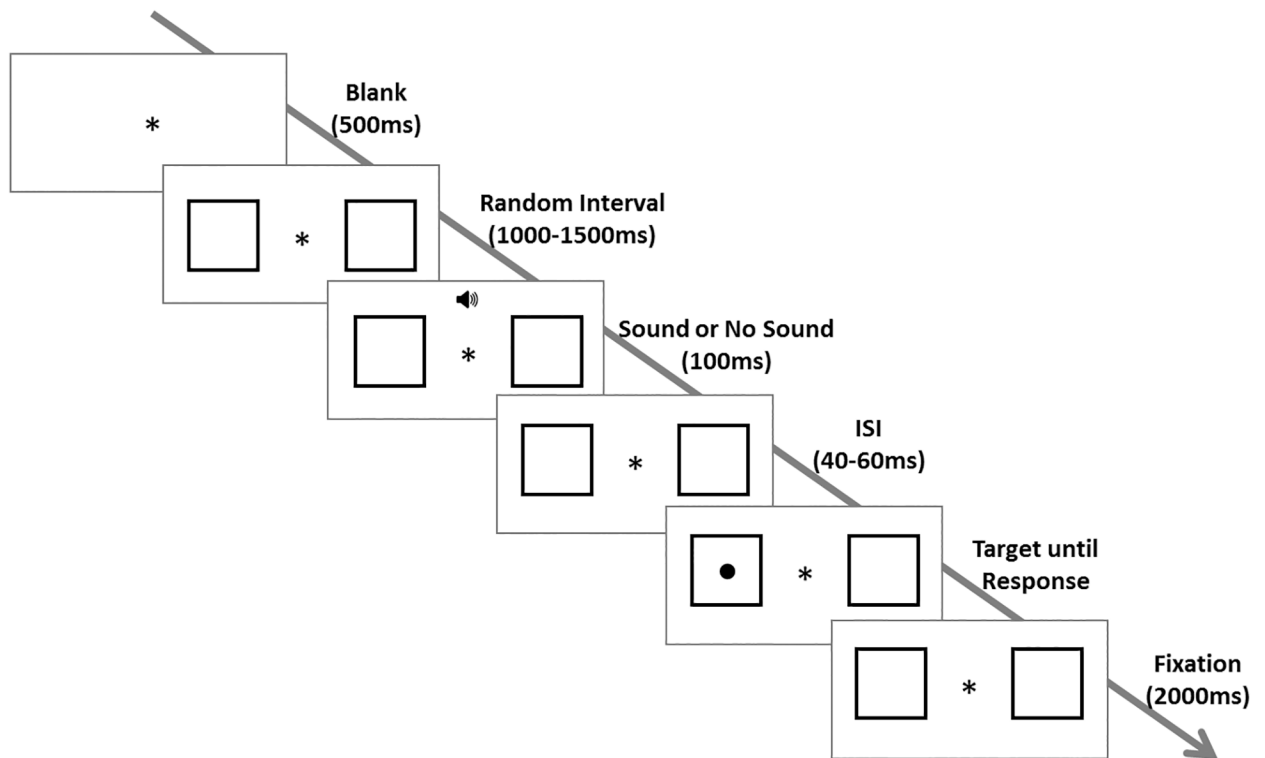 *
Blank
(500ms)
*
Random Interval
(1000-1500ms)
*
Sound or No Sound
(100ms)
*
ISI
(40-60ms)
*
Target until
Response
*
Fixation
(2000ms)